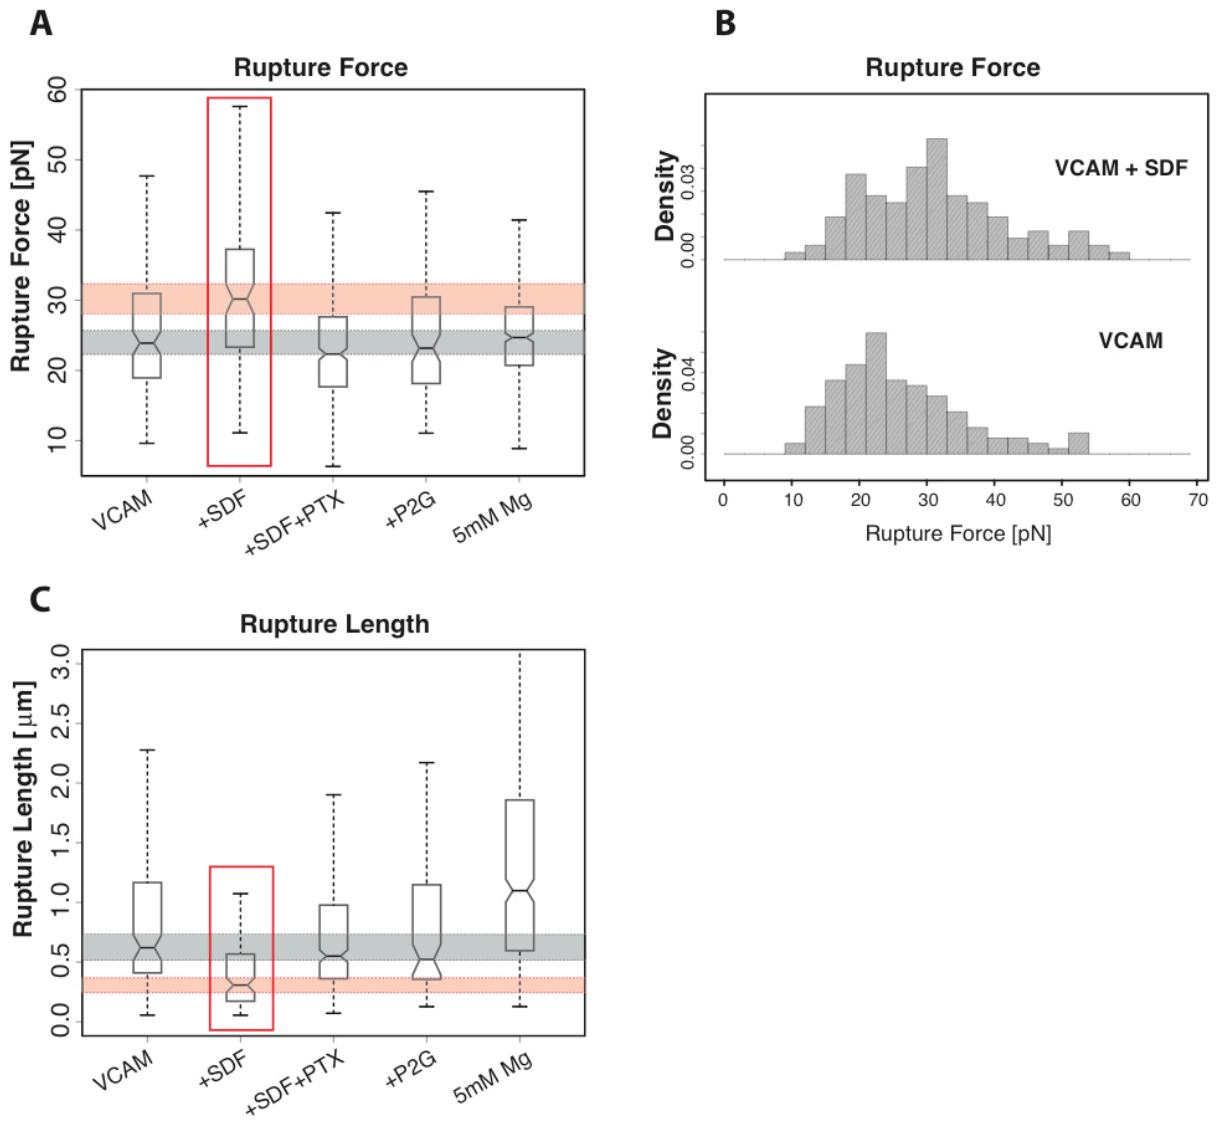 A
Rupture Force
Rupture Force [pN]
60
50
40
30
20
10
VCAM
+SDF
+SDF+PTX
+P2G
5mM Mg
B
Rupture Force
Density
0.03
0.00
VCAM + SDF
Density
0.04
0.00
VCAM
0 10 20 30 40 50 60 70
Rupture Force [pN]
C
Rupture Length
Rupture Length [μm]
3.0
2.5
2.0
1.5
1.0
0.5
0.0
VCAM
+SDF
+SDF+PTX
+P2G
5mM Mg